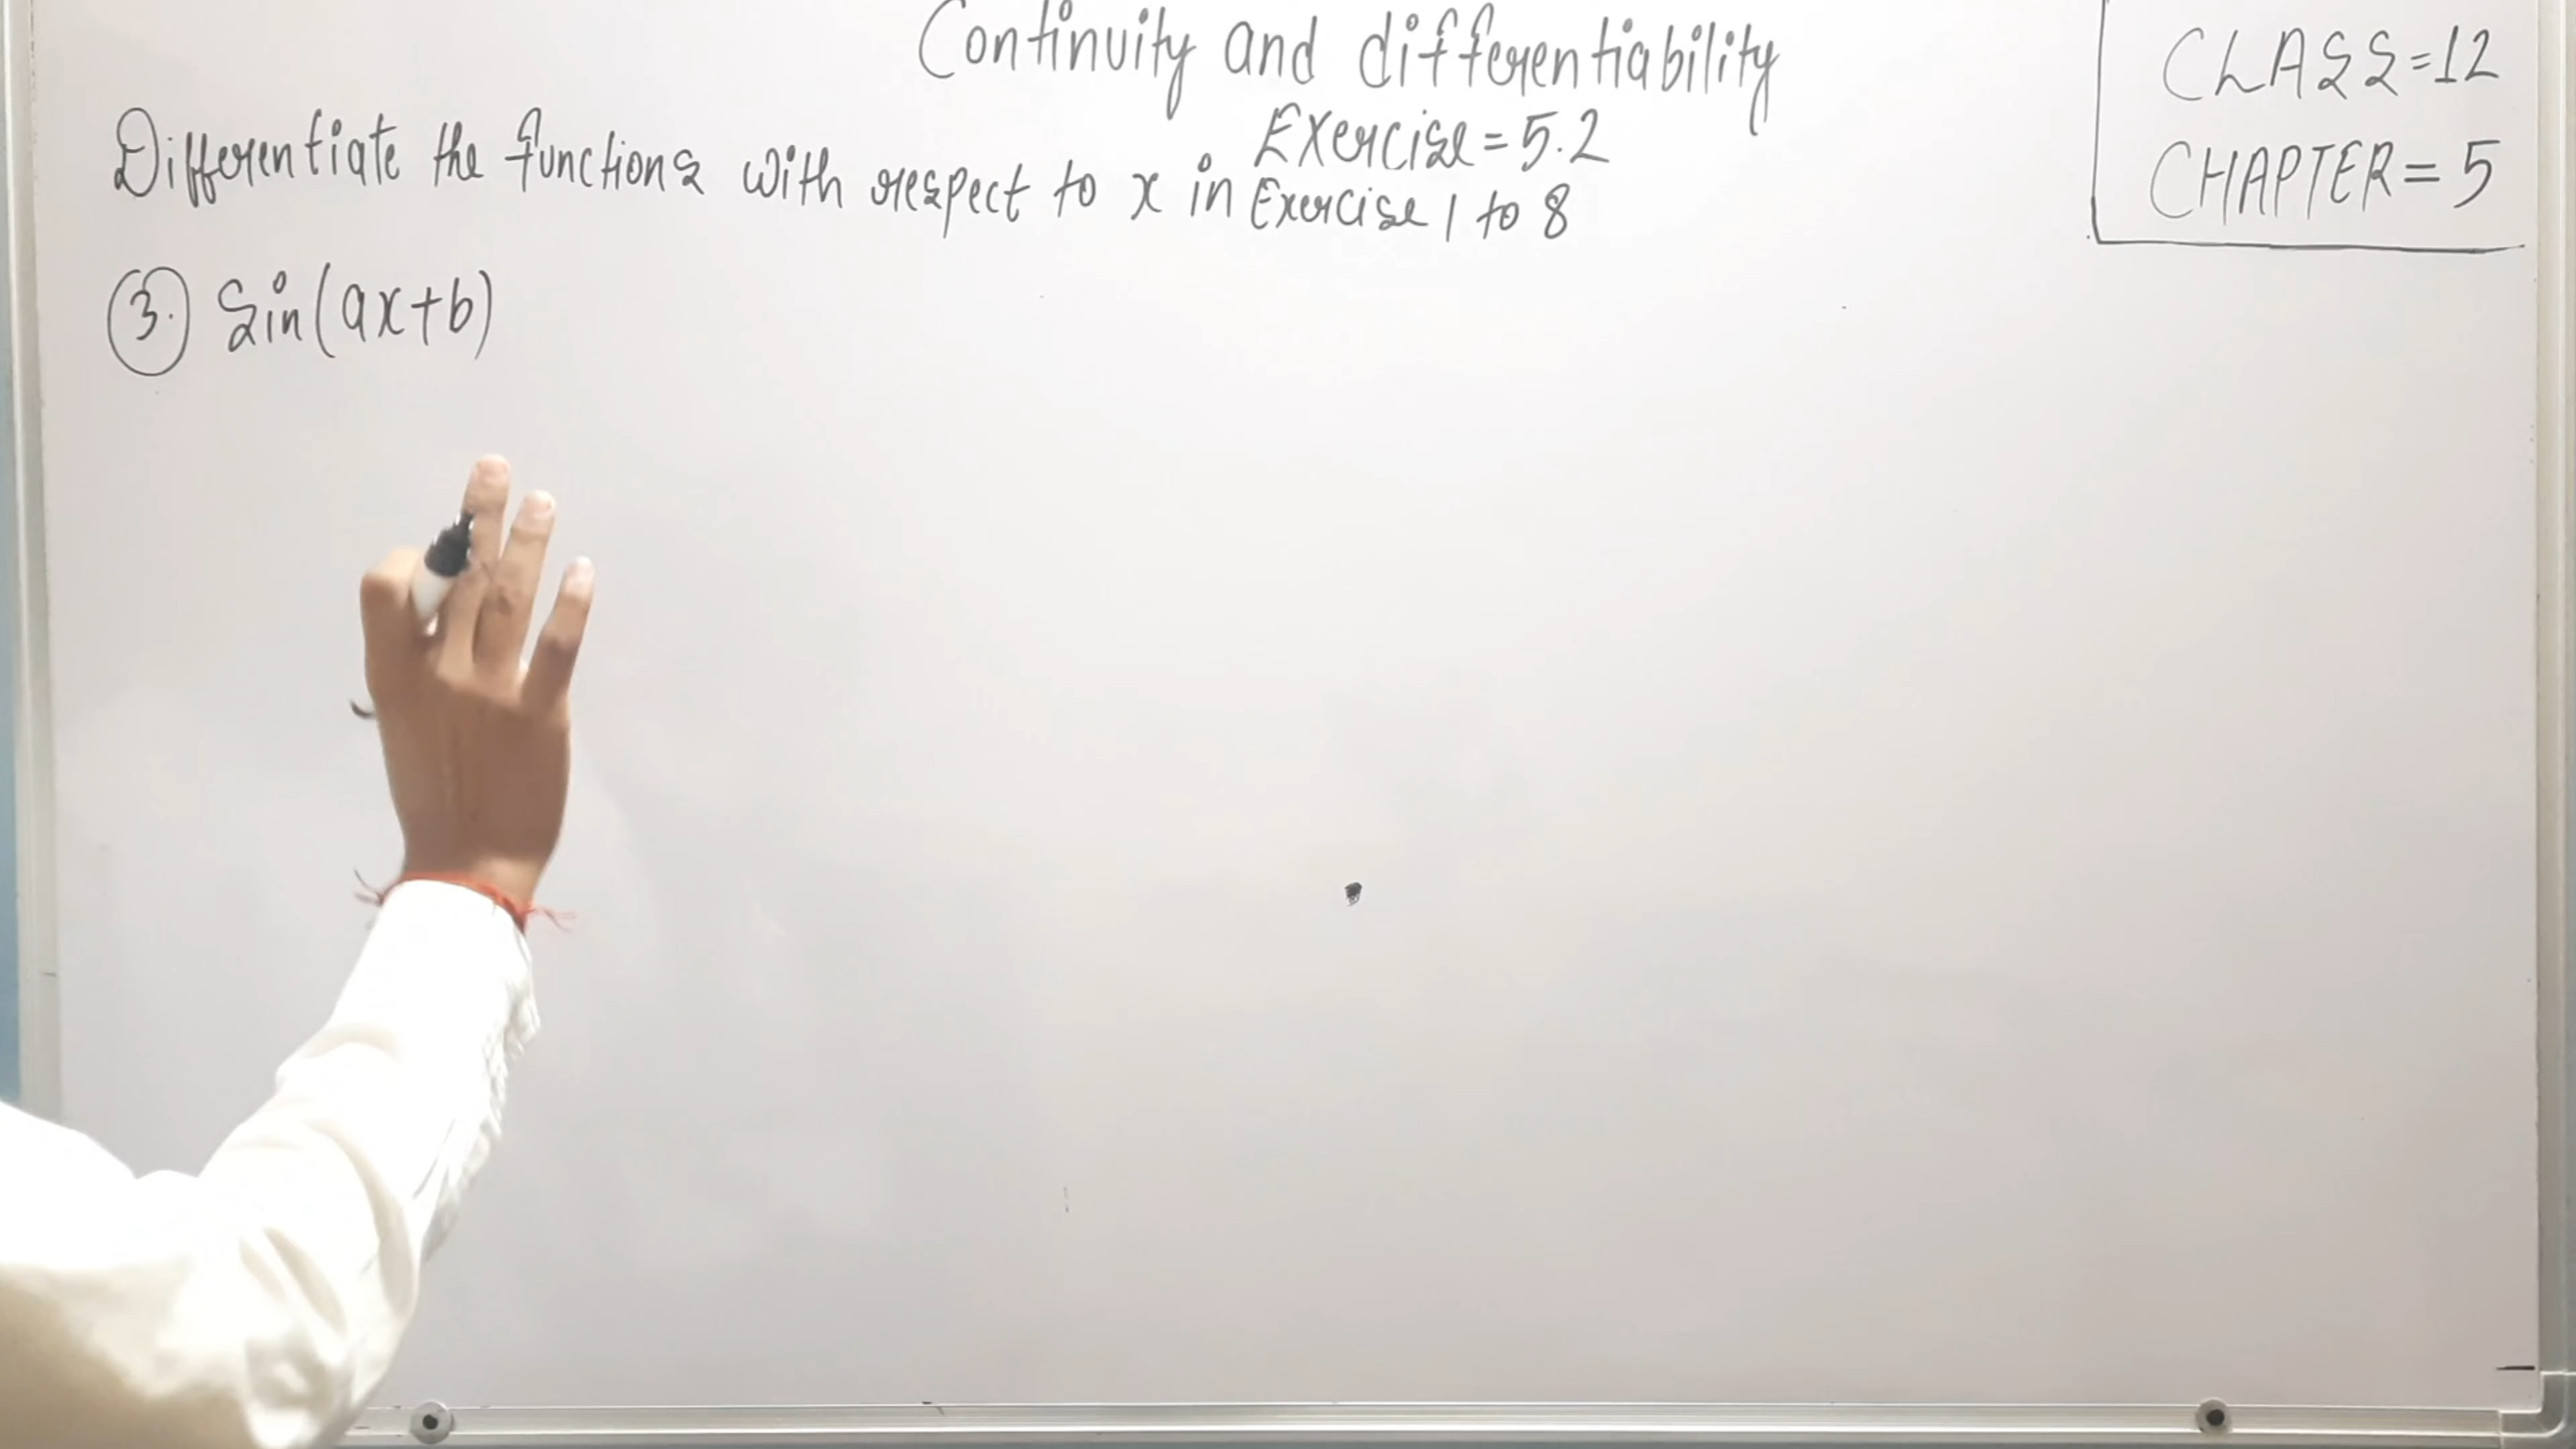 Continuity and differentiability
CLASS=12
Exercise=5.2
CHAPTER=5
Differentiate the functions with respect to x in Exercise 1 to 8
3. Sin(ax+b)